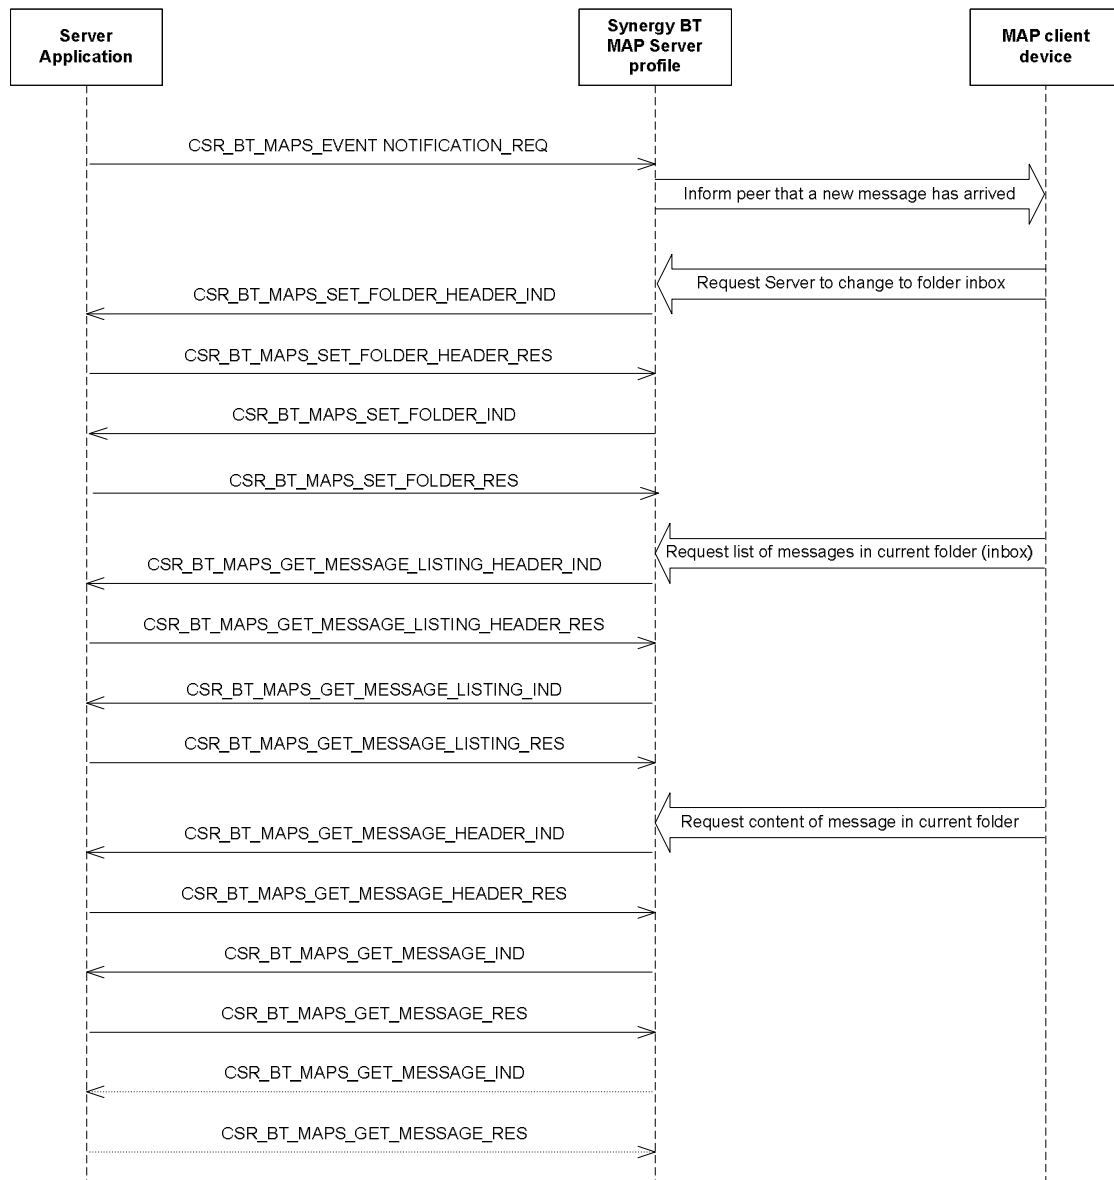 Server
Application
Synergy BT
MAP Server
profile
MAP client
device
CSR_BT_MAPS_EVENT NOTIFICATION_REQ
Inform peer that a new message has arrived
Request Server to change to folder inbox
CSR_BT_MAPS_SET_FOLDER_HEADER_IND
CSR_BT_MAPS_SET_FOLDER_HEADER_RES
CSR_BT_MAPS_SET_FOLDER_IND
CSR_BT_MAPS_SET_FOLDER_RES
Request list of messages in current folder (inbox)
CSR_BT_MAPS_GET_MESSAGE_LISTING_HEADER_IND
CSR_BT_MAPS_GET_MESSAGE_LISTING_HEADER_RES
CSR_BT_MAPS_GET_MESSAGE_LISTING_IND
CSR_BT_MAPS_GET_MESSAGE_LISTING_RES
Request content of message in current folder
CSR_BT_MAPS_GET_MESSAGE_HEADER_IND
CSR_BT_MAPS_GET_MESSAGE_HEADER_RES
CSR_BT_MAPS_GET_MESSAGE_IND
CSR_BT_MAPS_GET_MESSAGE_RES
CSR_BT_MAPS_GET_MESSAGE_IND
CSR_BT_MAPS_GET_MESSAGE_RES